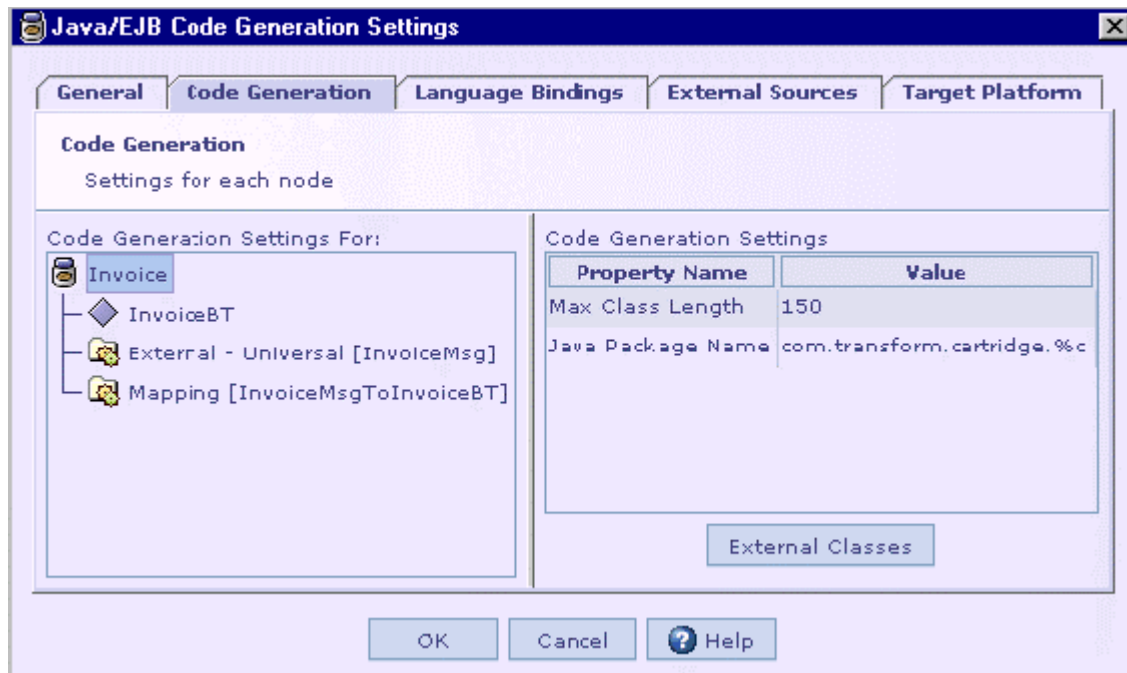 Java/EJB Code Generation Settings
General Code Generation Language Bindings External Sources Target Platform
Code Generation
Settings for each node
Code Generation Settings For:
Invoice
InvoiceBT
External - Universal [InvoiceMsg]
Mapping [InvoiceMsgToInvoiceBT]
Code Generation Settings
Property Name Value
Max Class Length 150
Java Package Name com.transform.cartridge.%c
External Classes
OK Cancel Help